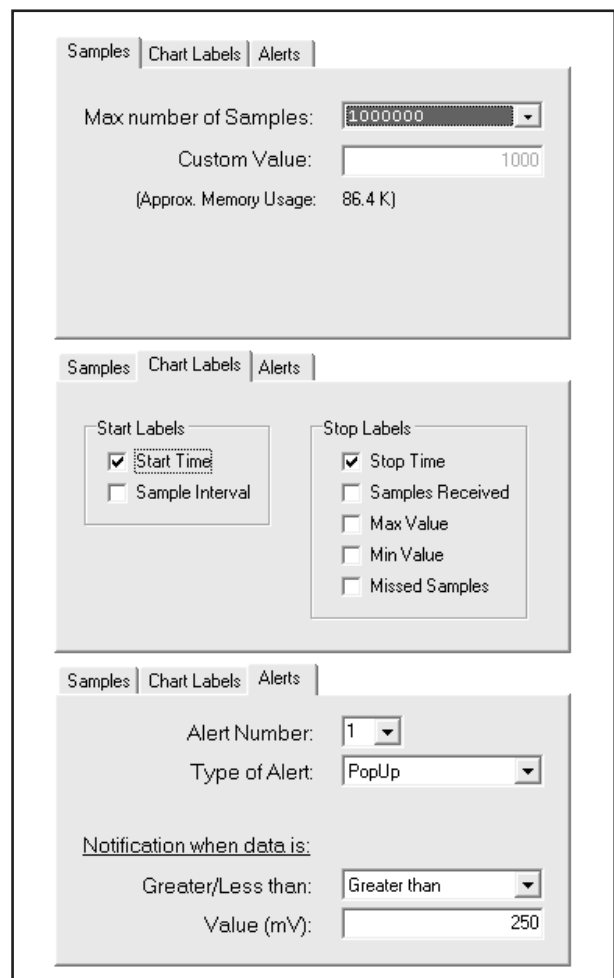 Samples Chart Labels Alerts
Max number of Samples: 1000000
Custom Value: 1000
(Approx. Memory Usage: 86.4 K)
Samples Chart Labels Alerts
Start Labels
Start Time
Sample Interval
Stop Labels
Stop Time
Samples Received
Max Value
Min Value
Missed Samples
Samples Chart Labels Alerts
Alert Number: 1
Type of Alert: PopUp
Notification when data is:
Greater/Less than: Greater than
Value (mV): 250